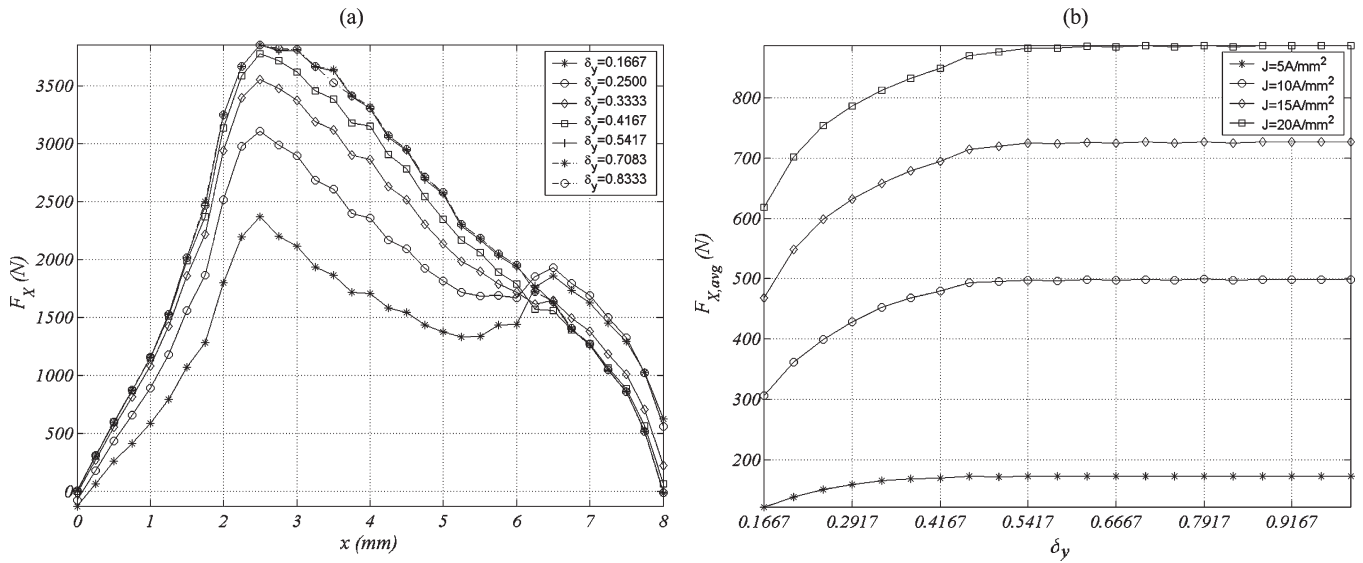 (a)
F_X (N)
3500
3000
2500
2000
1500
1000
500
0
0 1 2 3 4 5 6 7 8
x (mm)
δ_y=0.1667
δ_y=0.2500
δ_y=0.3333
δ_y=0.4167
δ_y=0.5417
δ_y=0.7083
δ_y=0.8333
(b)
F_X,avg (N)
800
700
600
500
400
300
200
0.1667 0.2917 0.4167 0.5417 0.6667 0.7917 0.9167
δ_y
J=5A/mm²
J=10A/mm²
J=15A/mm²
J=20A/mm²